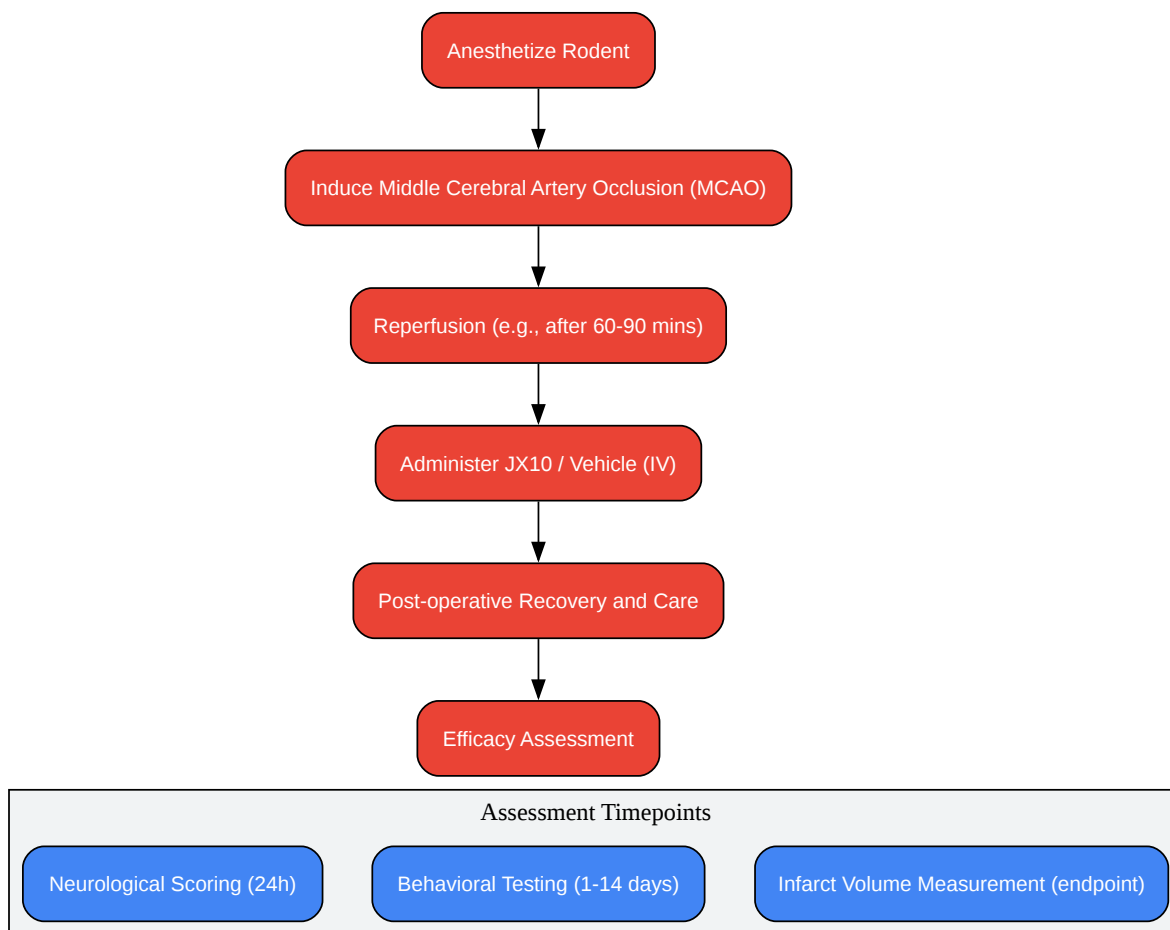 Anesthetize Rodent
Induce Middle Cerebral Artery Occlusion (MCAO)
Reperfusion (e.g., after 60-90 mins)
Administer JX10 / Vehicle (IV)
Post-operative Recovery and Care
Efficacy Assessment
Assessment Timepoints
Neurological Scoring (24h)
Behavioral Testing (1-14 days)
Infarct Volume Measurement (endpoint)